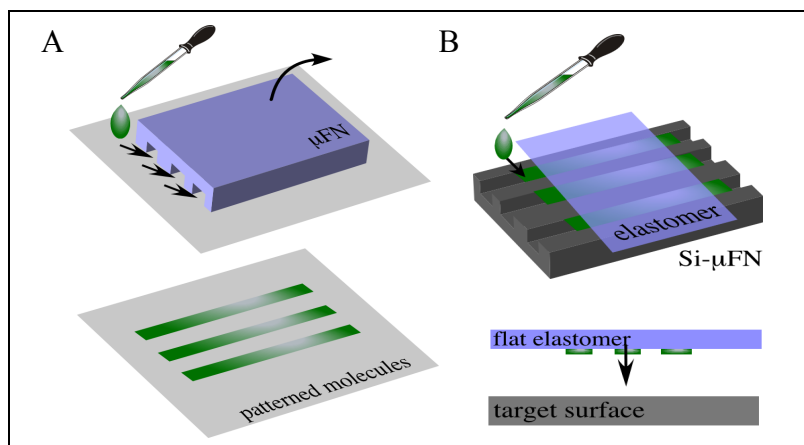 A
µFN
patterned molecules
B
elastomer
Si-µFN
flat elastomer
target surface